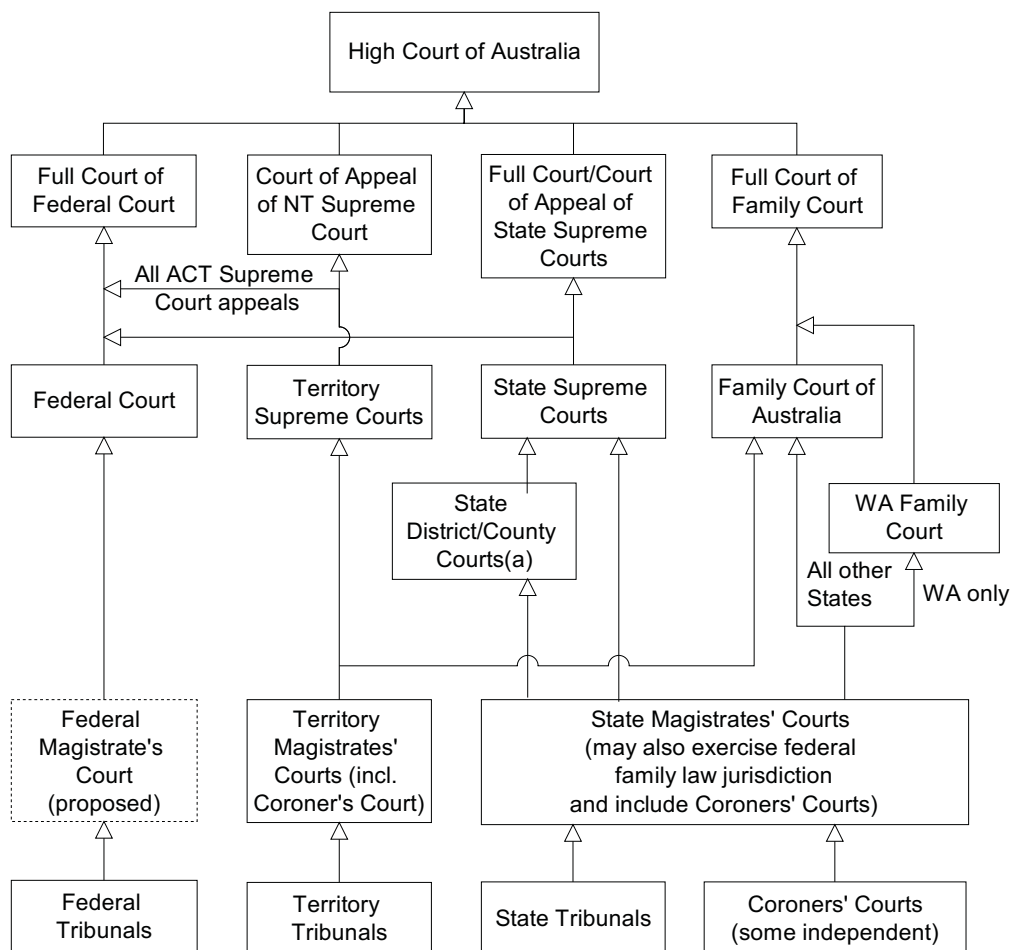 High Court of Australia
Full Court of
Federal Court
Court of Appeal
of NT Supreme
Court
Full Court/Court
of Appeal of
State Supreme
Courts
Full Court of
Family Court
All ACT Supreme
Court appeals
Federal Court
Territory
Supreme Courts
State Supreme
Courts
Family Court of
Australia
State
District/County
Courts(a)
WA Family
Court
All other
States
WA only
Federal
Magistrate's
Court
(proposed)
Territory
Magistrates'
Courts (incl.
Coroner's Court)
State Magistrates' Courts
(may also exercise federal
family law jurisdiction
and include Coroners' Courts)
Federal
Tribunals
Territory
Tribunals
State Tribunals
Coroners' Courts
(some independent)